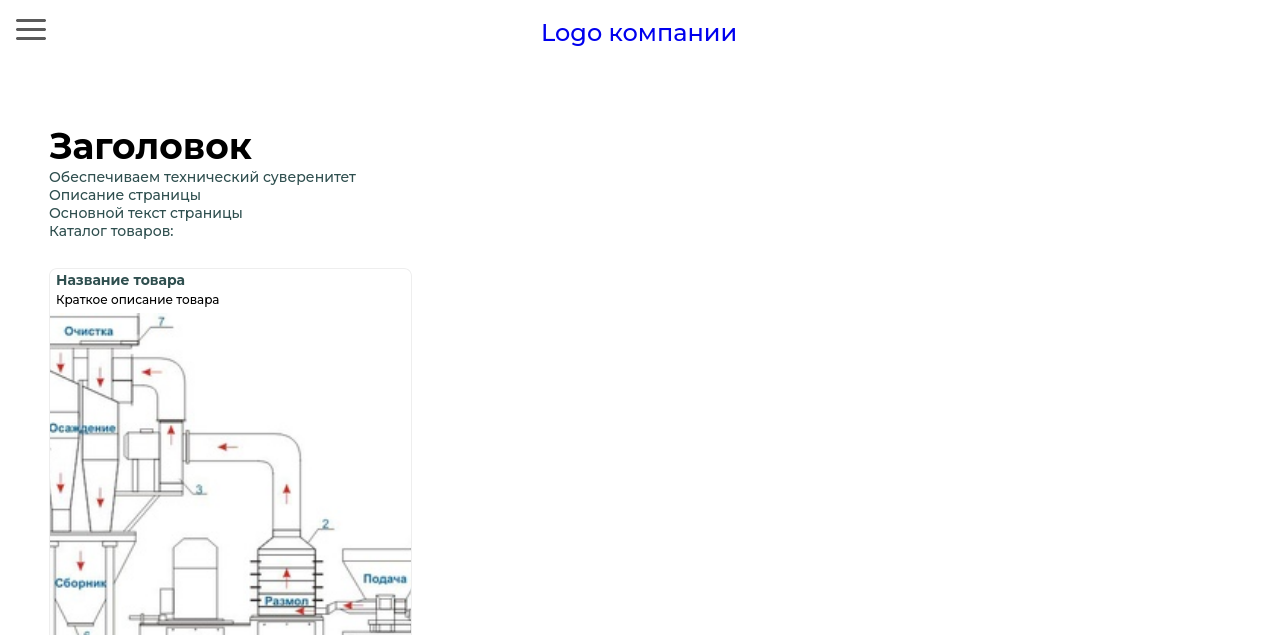 Logo компании
Заголовок
Обеспечиваем технический суверенитет
Описание страницы
Основной текст страницы
Каталог товаров:
Название товара
Краткое описание товара
7
Очистка
Осаждение
3
2
Сборник
Подача
Размол
6